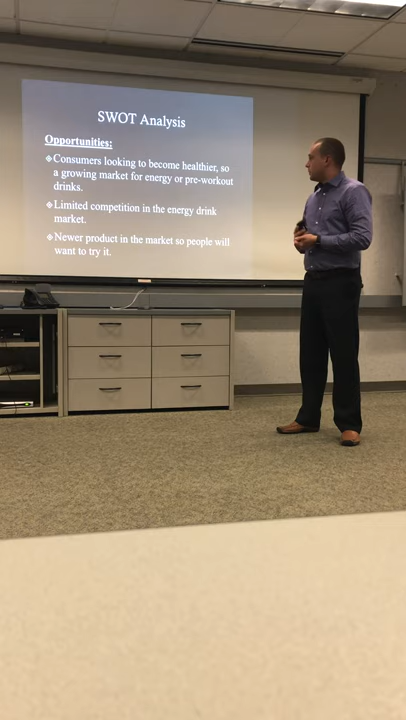 SWOT Analysis
Opportunities:
Consumers looking to become healthier, so
a growing market for energy or pre-workout
drinks.
Limited competition in the energy drink
market.
Newer product in the market so people will
want to try it.